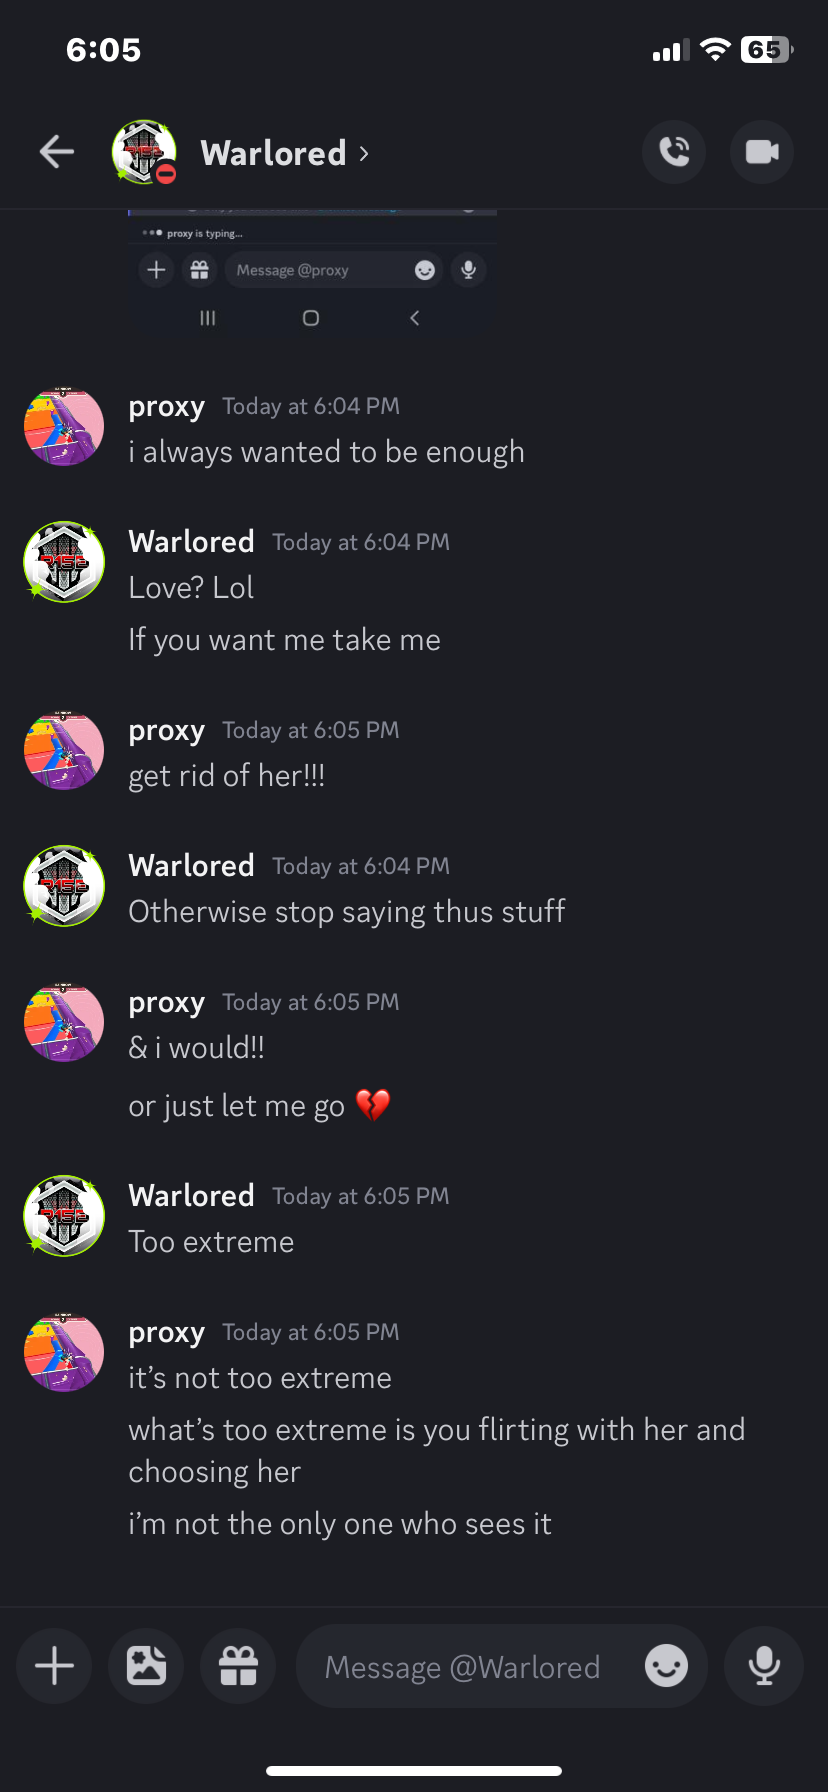 6:05
65
Warlored
proxy is typing...
Message @proxy
proxy Today at 6:04 PM
i always wanted to be enough
Warlored Today at 6:04 PM
Love? Lol
If you want me take me
proxy Today at 6:05 PM
get rid of her!!!
Warlored Today at 6:04 PM
Otherwise stop saying thus stuff
proxy Today at 6:05 PM
& i would!!
or just let me go 💔
Warlored Today at 6:05 PM
Too extreme
proxy Today at 6:05 PM
it’s not too extreme
what’s too extreme is you flirting with her and
choosing her
i’m not the only one who sees it
Message @Warlored